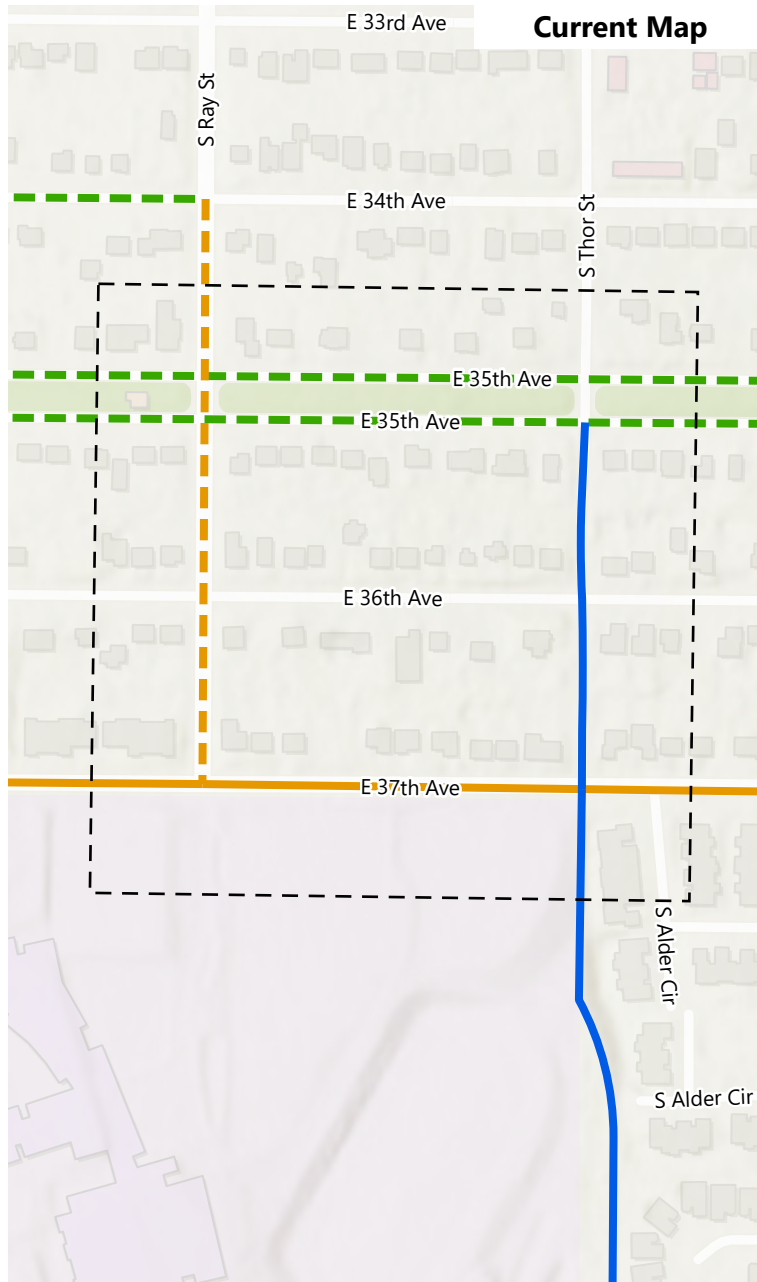 Current Map
E 33rd Ave
S Ray St
E 34th Ave
S Thor St
E 35th Ave
E 35th Ave
E 36th Ave
E 37th Ave
S Alder Cir
S Alder Cir